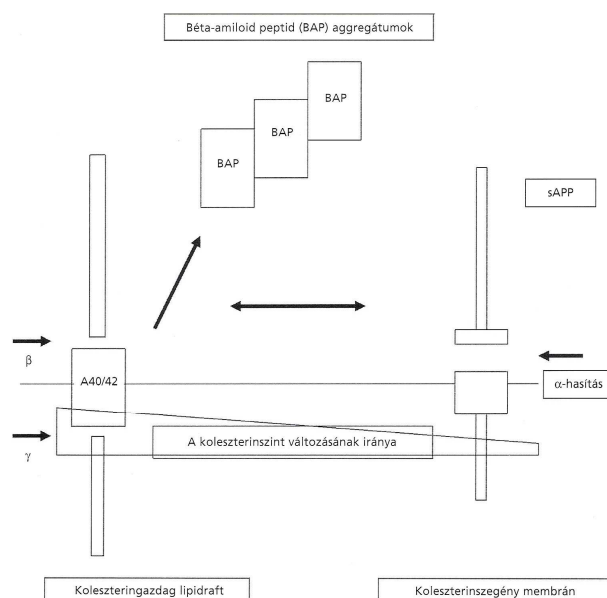 Béta-amiloid peptid (BAP) aggregátumok
BAP
BAP
BAP
sAPP
β
A40/42
α-hasítás
γ
A koleszterinszint változásának iránya
Koleszteringazdag lipidraft
Koleszterinszegény membrán